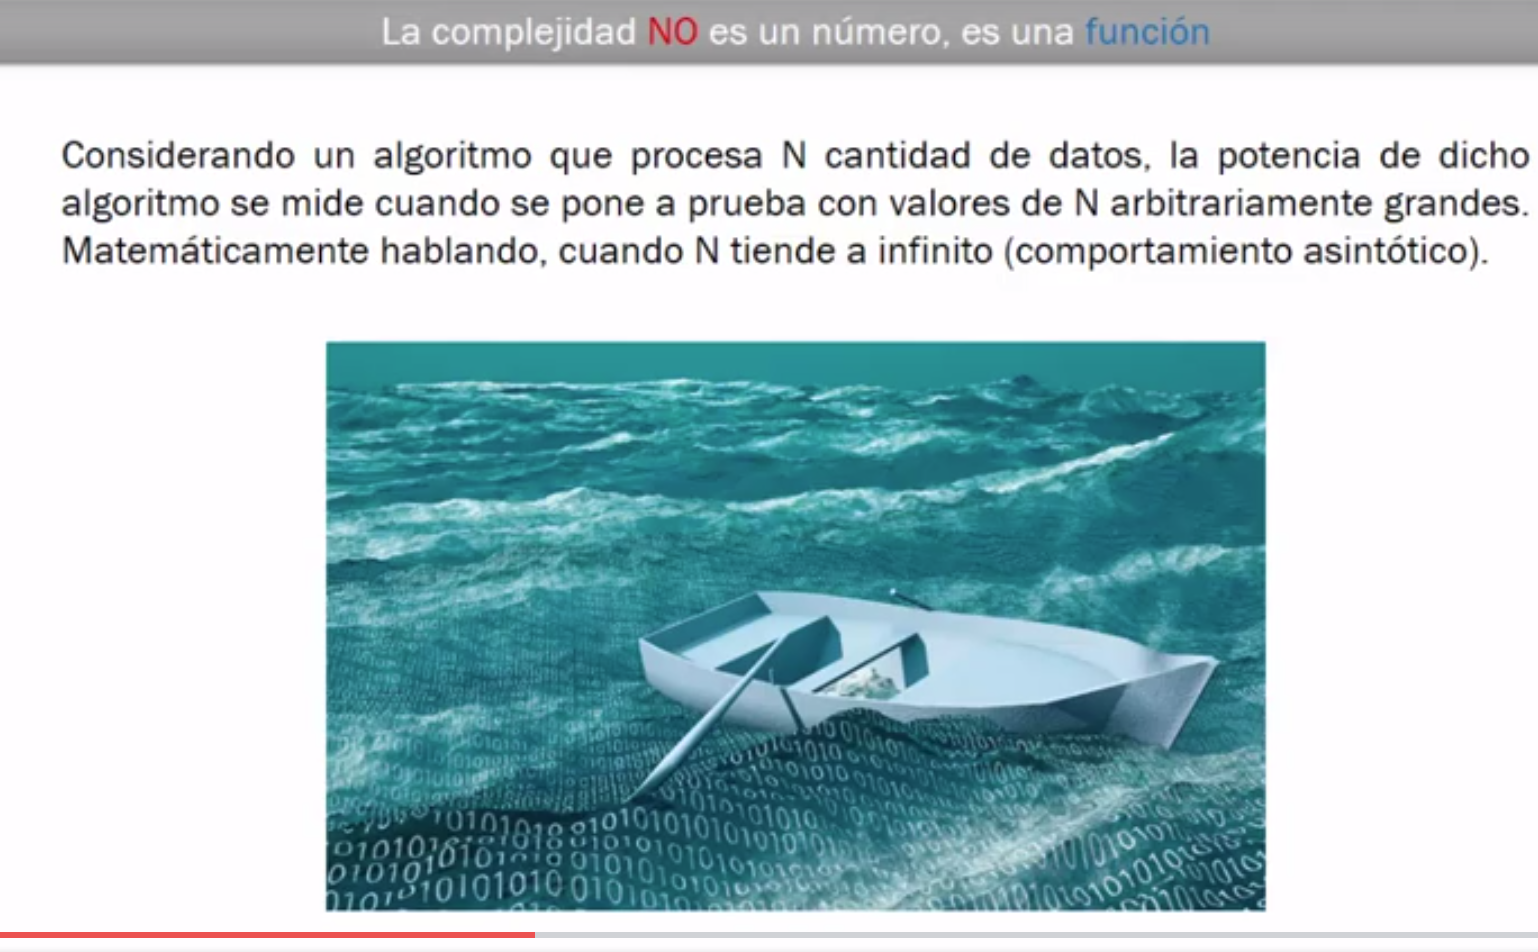 La complejidad NO es un número, es una función
Considerando un algoritmo que procesa N cantidad de datos, la potencia de dicho
algoritmo se mide cuando se pone a prueba con valores de N arbitrariamente grandes.
Matemáticamente hablando, cuando N tiende a infinito (comportamiento asintótico).